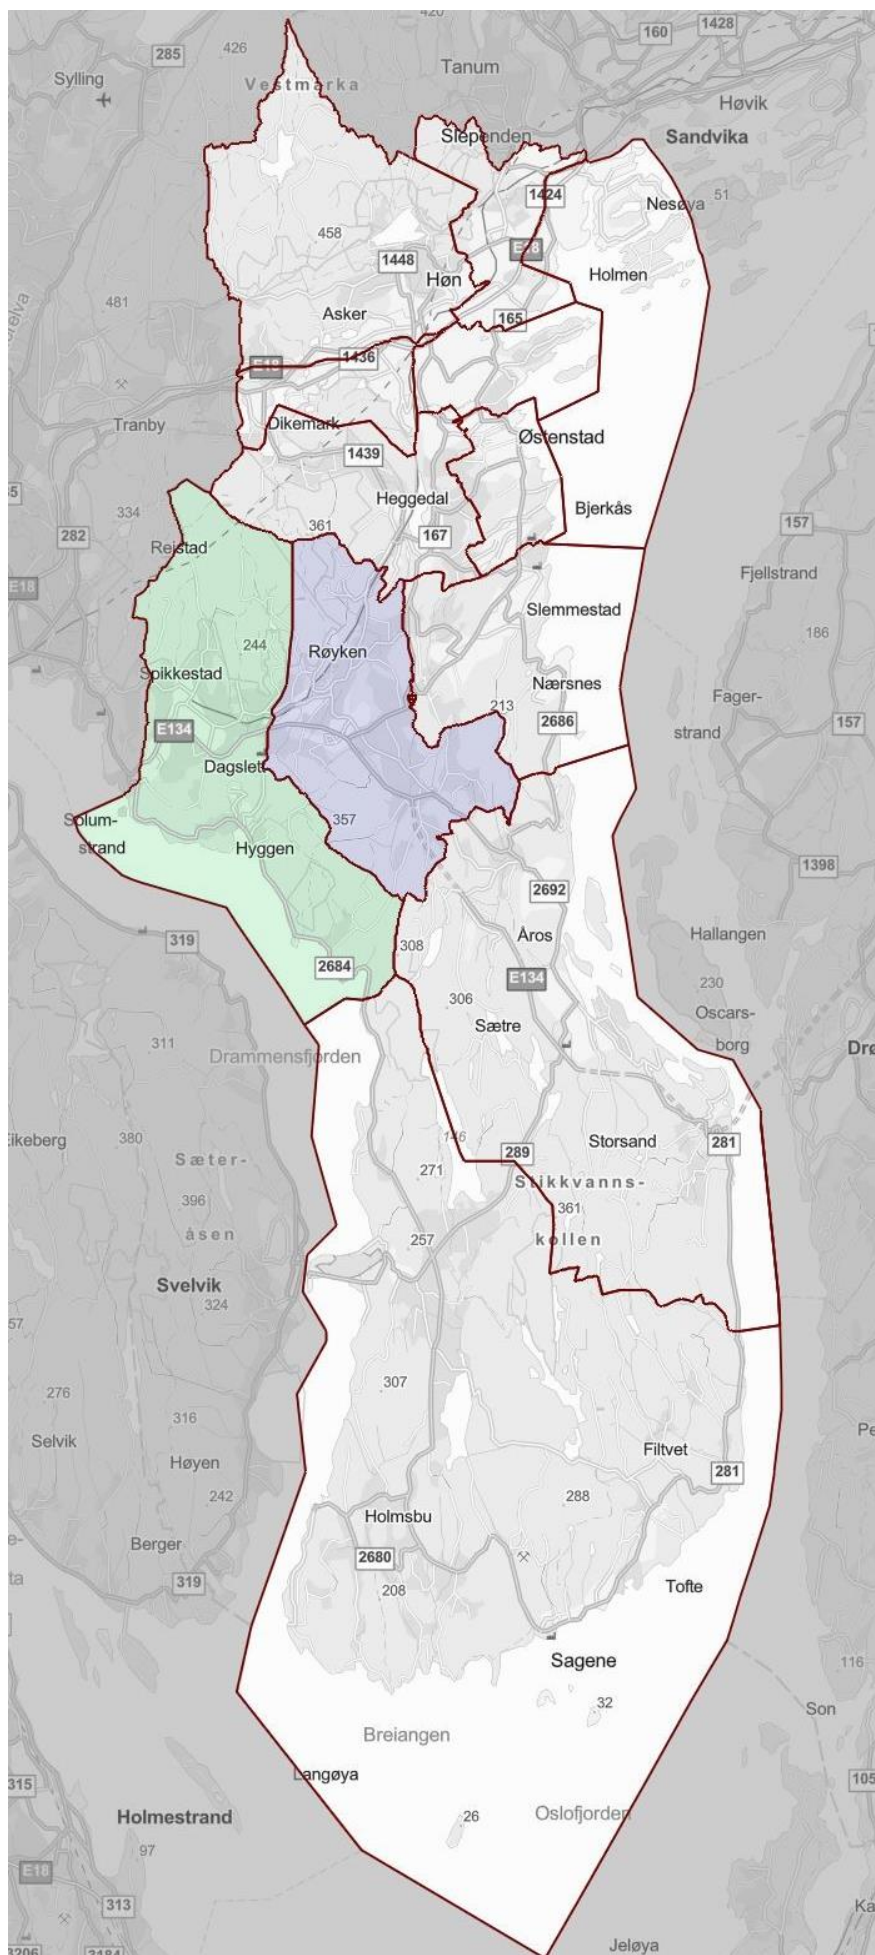 420
1428
160
285
426
Tanum
Sylling
Vestmarka
Høvik
Slependen
Sandvika
1424
51
Nesøya
458
E18
1448
Holmen
Høn
481
Asker
165
1436
E18
Tranby
Dikemark
Østenstad
1439
Heggedal
Bjerkås
334
361
157
282
167
Reistad
Fjellstrand
E18
Slemmestad
244
Røyken
186
Spikkestad
Nærsnes
213
Fager-
strand
2686
157
E134
Dagslett
Solum-
strand
357
Hyggen
1398
2692
319
Åros
Hallangen
308
2684
E134
230
306
Oscars-
borg
Sætre
311
Drammensfjorden
Drø
Eikeberg
380
146
Storsand
281
289
Sæter-
åsen
271
Stikkvanns-
kollen
396
361
257
Svelvik
324
57
307
276
316
Selvik
Filtvet
Høyen
281
242
288
Holmsbu
Berger
2680
319
208
Tofte
Sagene
116
32
Son
Breiangen
Langøya
315
105
Holmestrand
26
Oslofjorden
97
E18
313
Ka
3206
3184
Jeløya